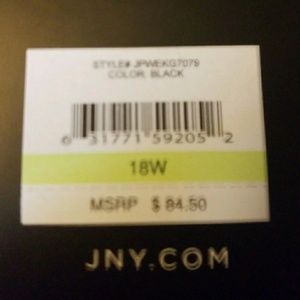 STYLE# JPWEKG7079
COLOR: BLACK
6 31771 59205 2
18W
MSRP $ 84.50
JNY.COM